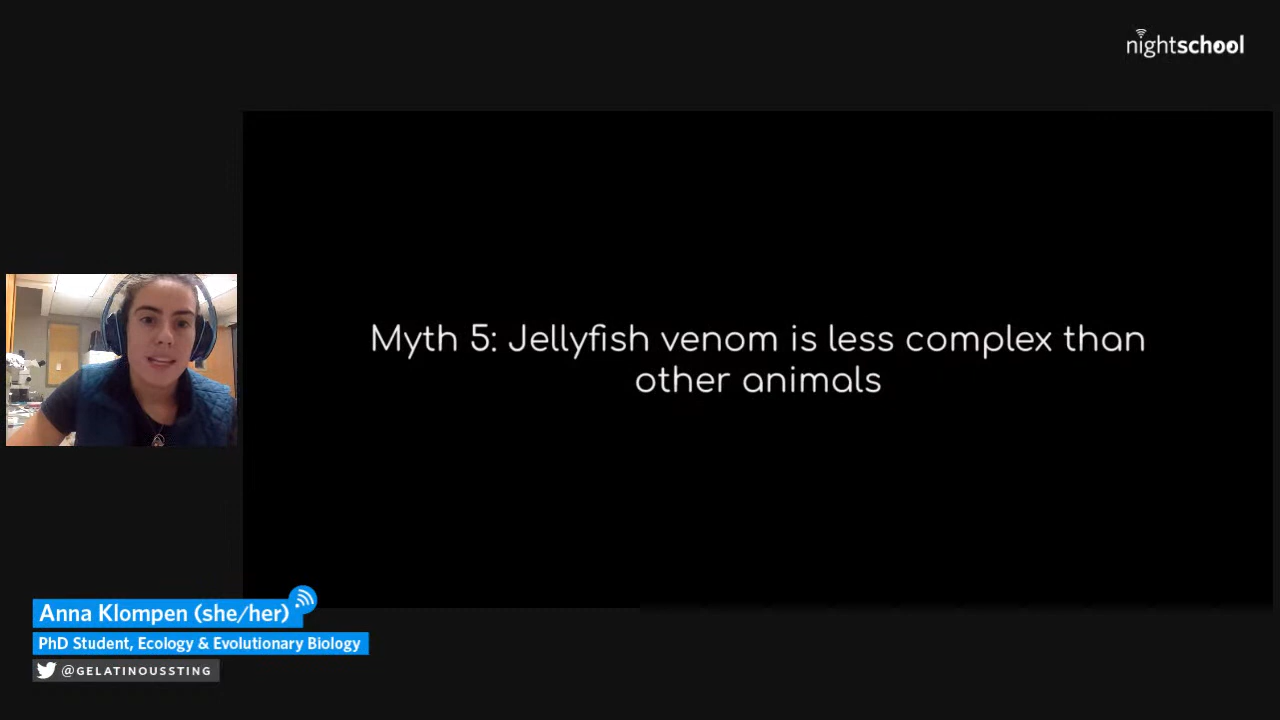 nightschool
Myth 5: Jellyfish venom is less complex than
other animals
Anna Klompen (she/her)
PhD Student, Ecology & Evolutionary Biology
@GELATINOUSSTING